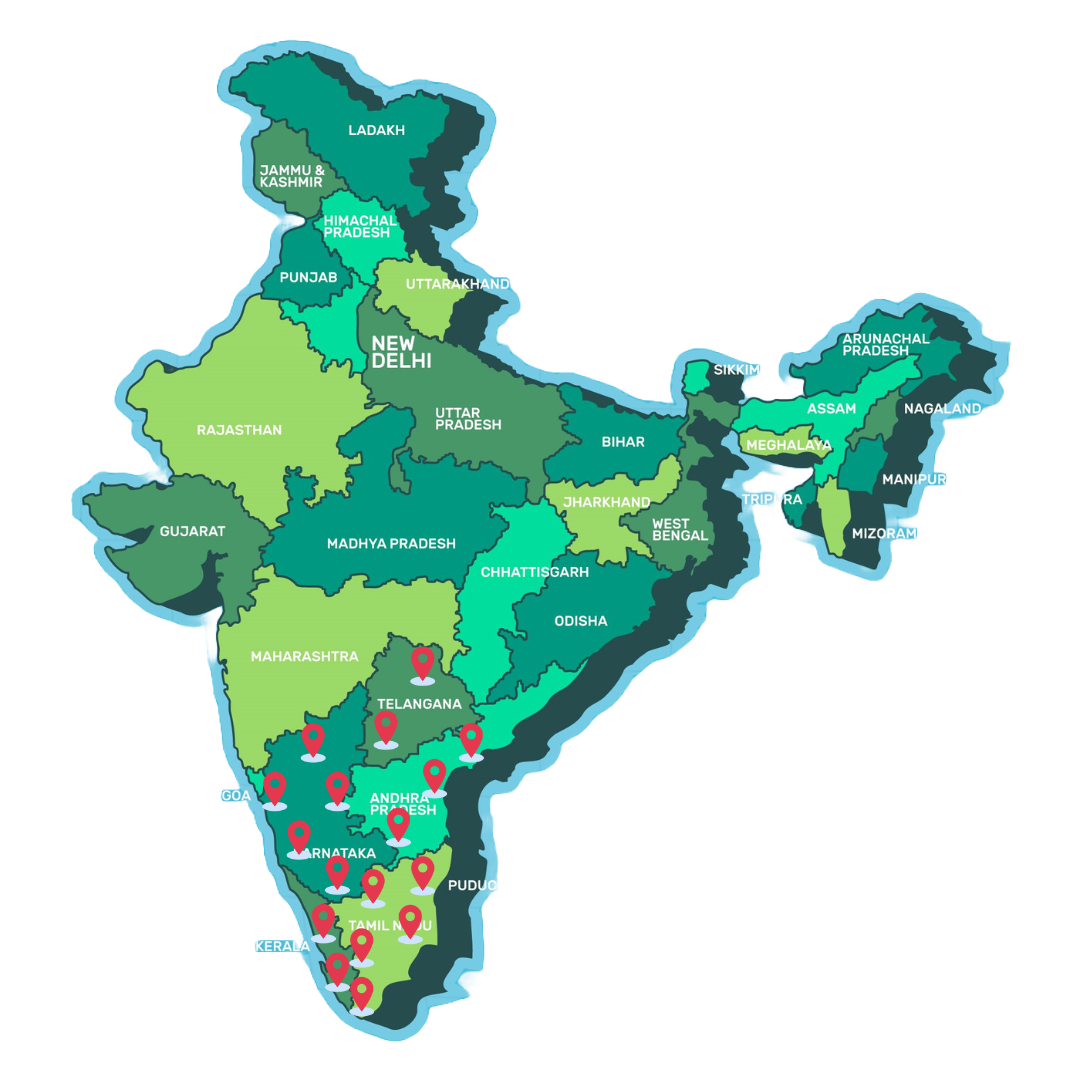 LADAKH
JAMMU &
KASHMIR
HIMACHAL
PRADESH
PUNJAB
UTTARAKHAND
NEW
DELHI
ARUNACHAL
PRADESH
SIKKIM
UTTAR
PRADESH
ASSAM
NAGALAND
RAJASTHAN
BIHAR
MEGHALAYA
MANIPUR
JHARKHAND
TRIPURA
GUJARAT
WEST
BENGAL
MIZORAM
MADHYA PRADESH
CHHATTISGARH
ODISHA
MAHARASHTRA
TELANGANA
GOA
ANDHRA
PRADESH
ARNATAKA
PUDUC
TAMIL NADU
KERALA